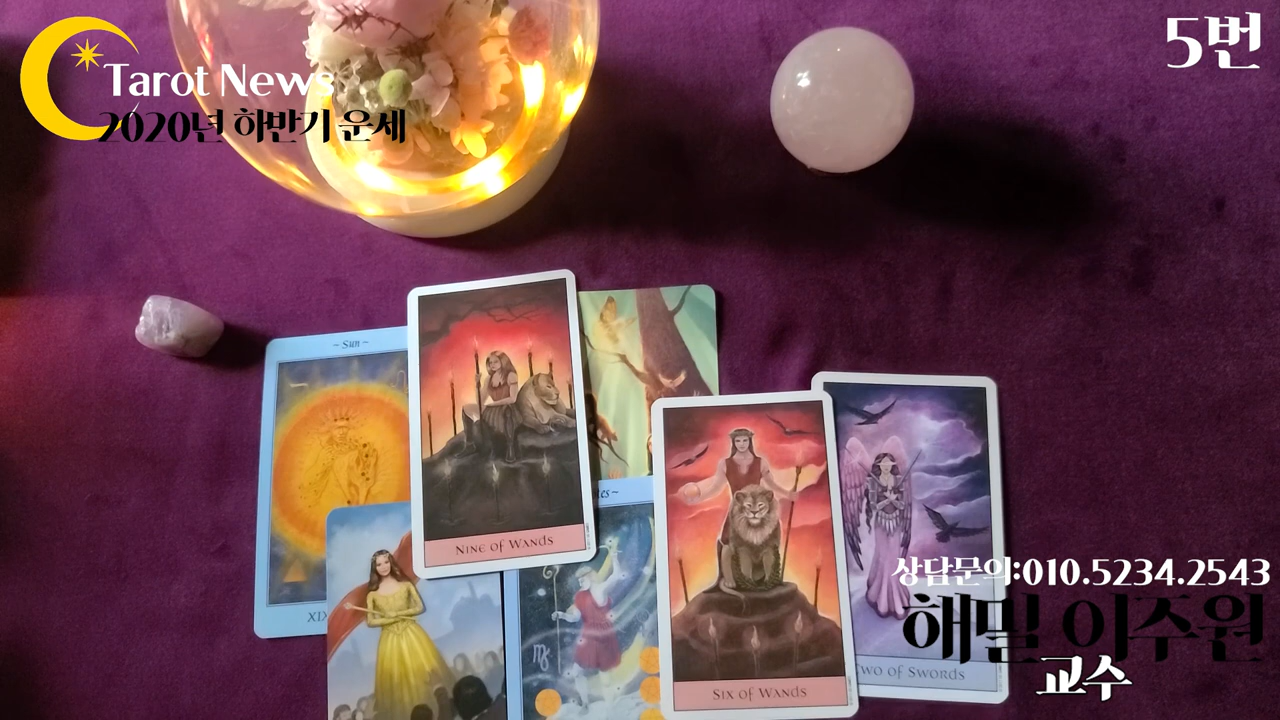 Tarot News
2020년 하반기 운세
5번
~ Sun ~
XIX
NINE OF WANDS
SIX OF WANDS
TWO OF SWORDS
상담문의:010.5234.2543
해밀 이주원
교수